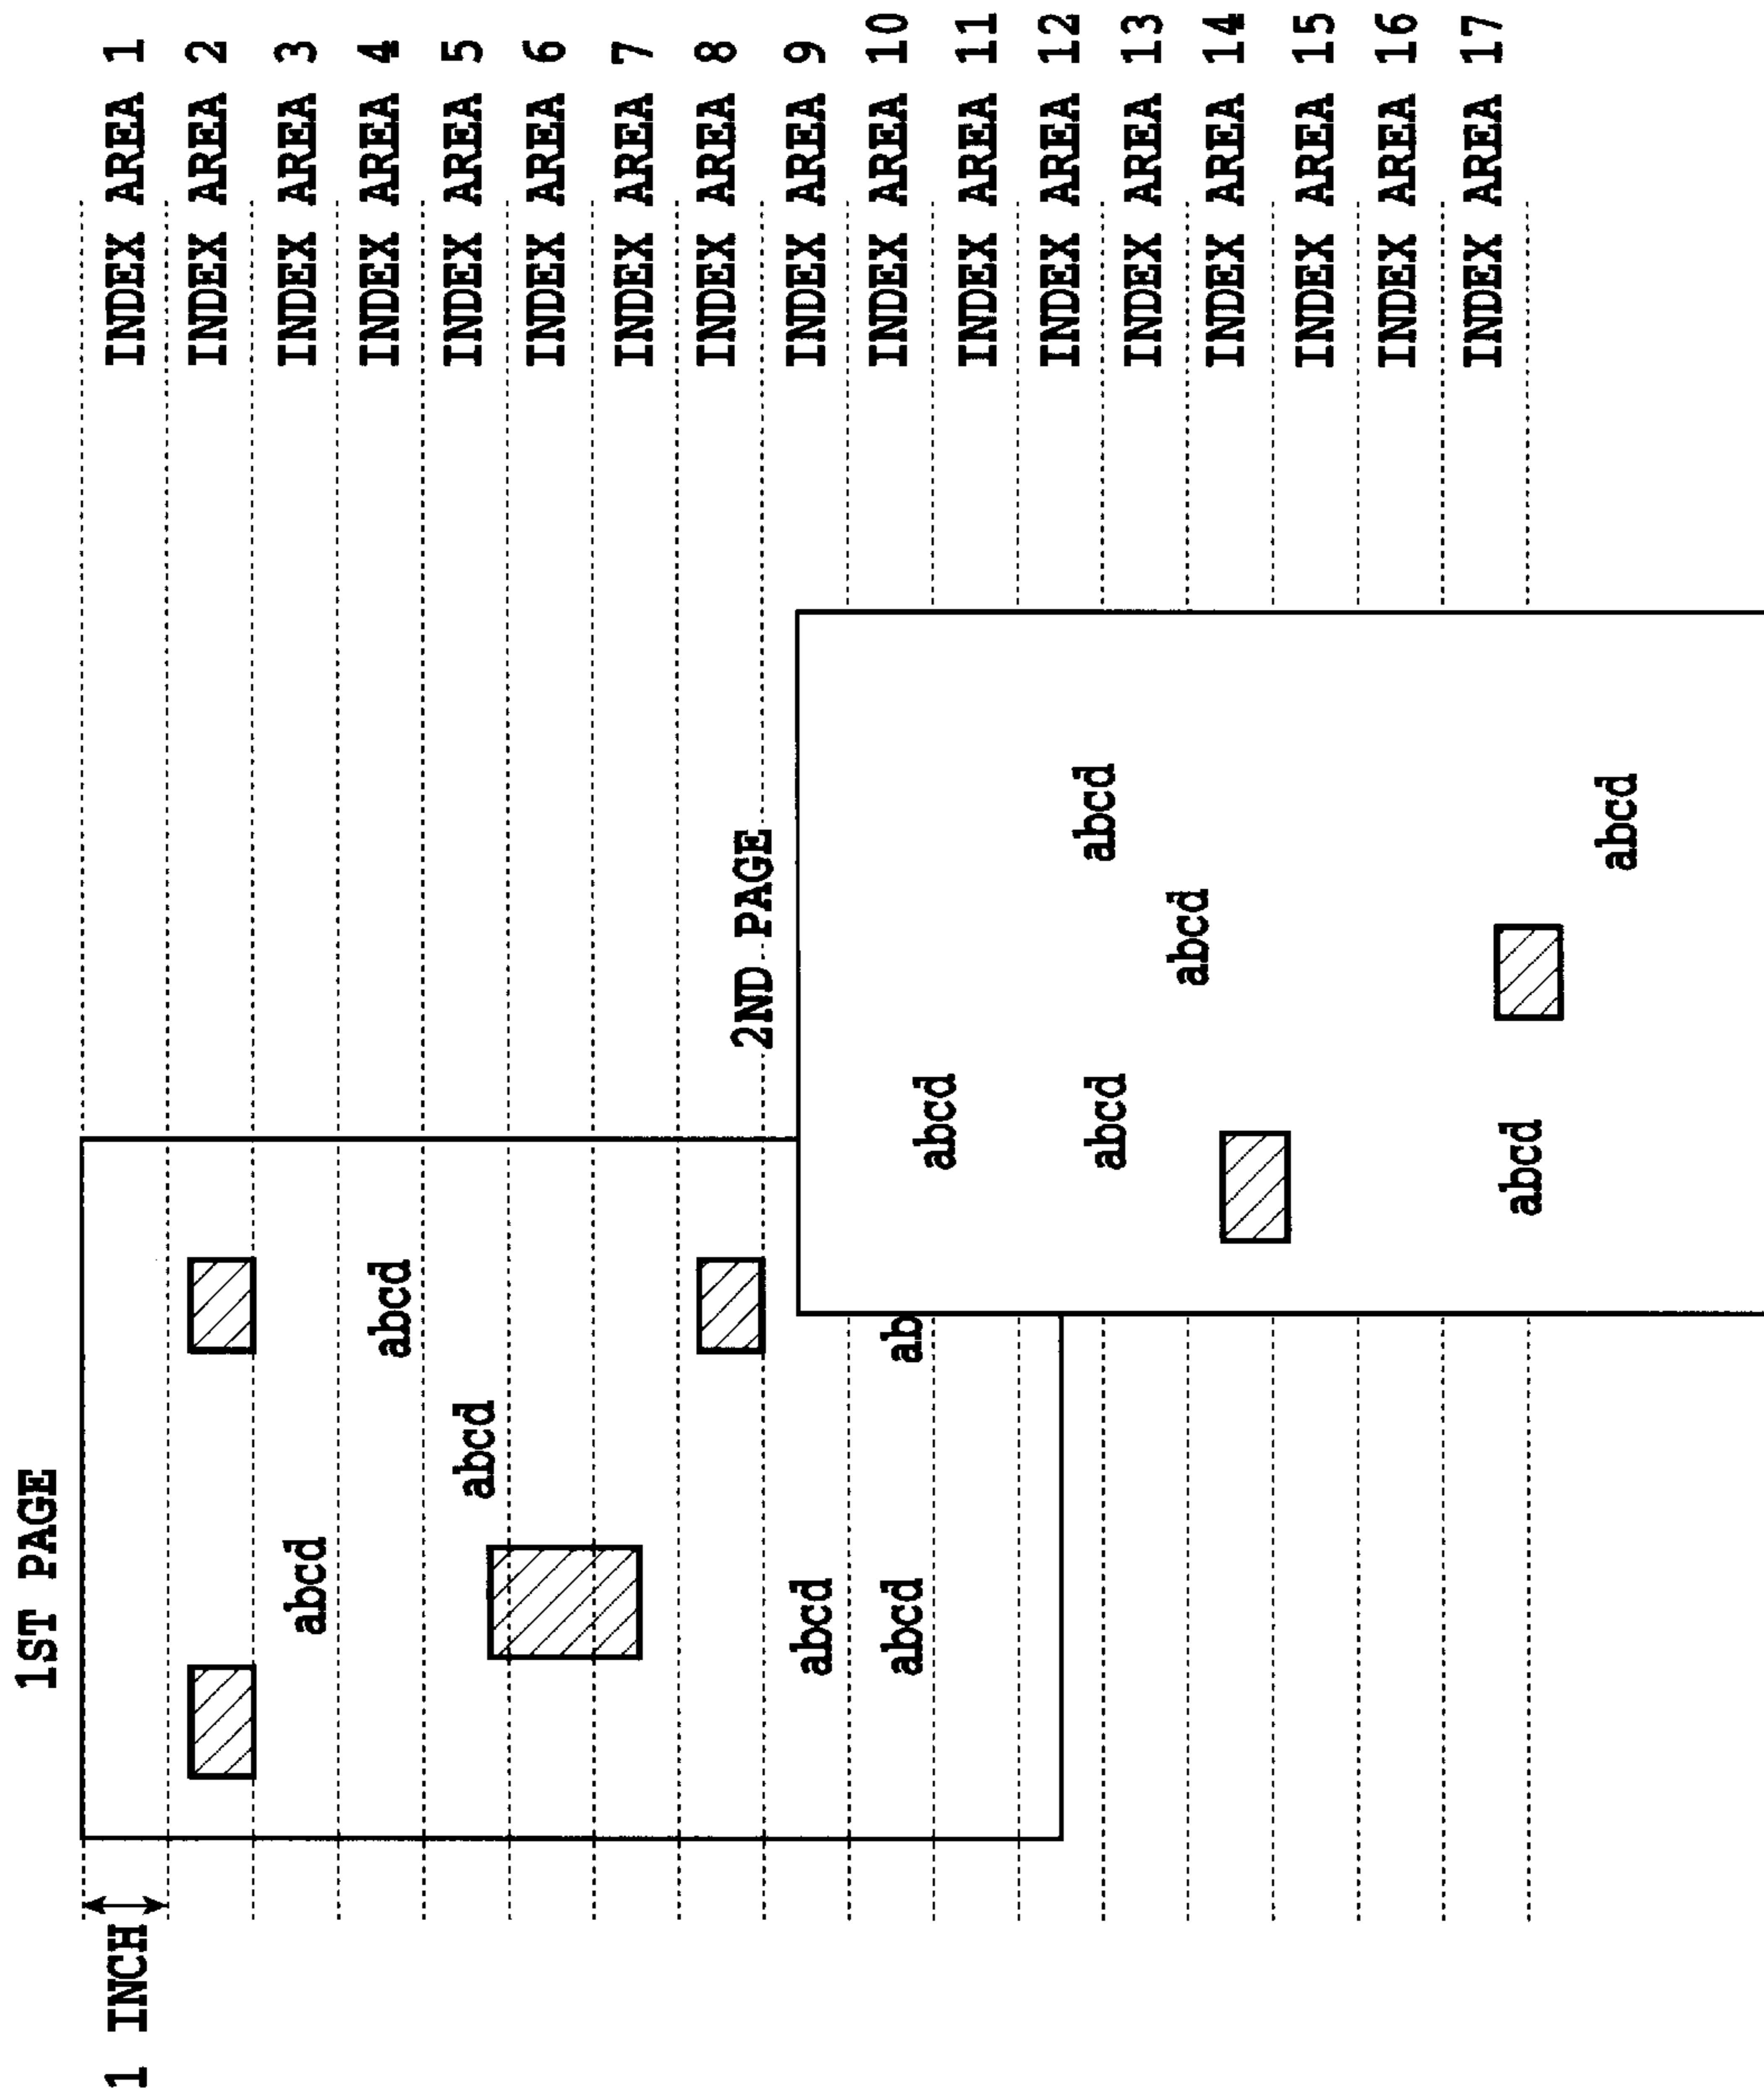 1 INCH
1ST PAGE
abcd
abcd
abcd
abcd
abcd
ab
2ND PAGE
abcd
abcd
abcd
abcd
abcd
abcd
INDEX AREA 1
INDEX AREA 2
INDEX AREA 3
INDEX AREA 4
INDEX AREA 5
INDEX AREA 6
INDEX AREA 7
INDEX AREA 8
INDEX AREA 9
INDEX AREA 10
INDEX AREA 11
INDEX AREA 12
INDEX AREA 13
INDEX AREA 14
INDEX AREA 15
INDEX AREA 16
INDEX AREA 17